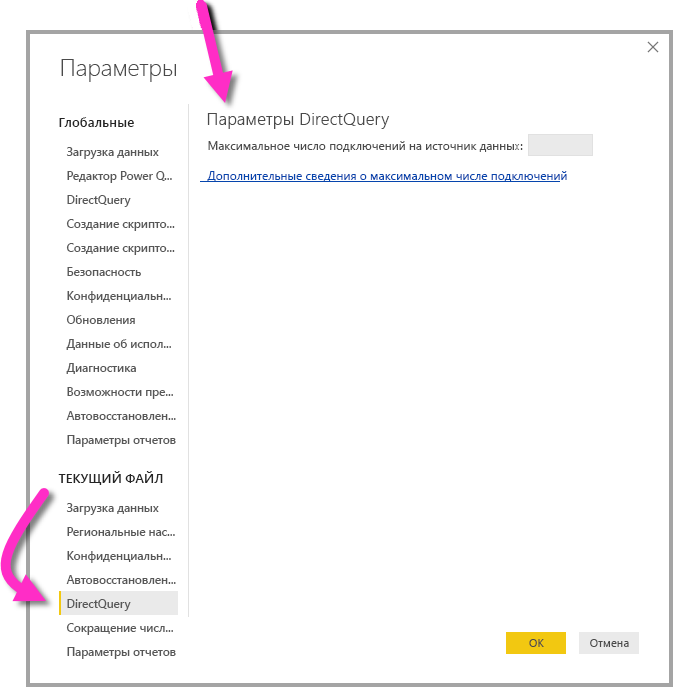 Параметры
Глобальные
Загрузка данных
Редактор Power Q...
DirectQuery
Создание скрипто...
Создание скрипто...
Безопасность
Конфиденциальн...
Обновления
Данные об испол...
Диагностика
Возможности пре...
Автовосстановлен...
Параметры отчетов
ТЕКУЩИЙ ФАЙЛ
Загрузка данных
Региональные нас...
Конфиденциальн...
Автовосстановлен...
DirectQuery
Сокращение числ...
Параметры отчетов
Параметры DirectQuery
Максимальное число подключений на источник данных:
Дополнительные сведения о максимальном числе подключений
ОК
Отмена